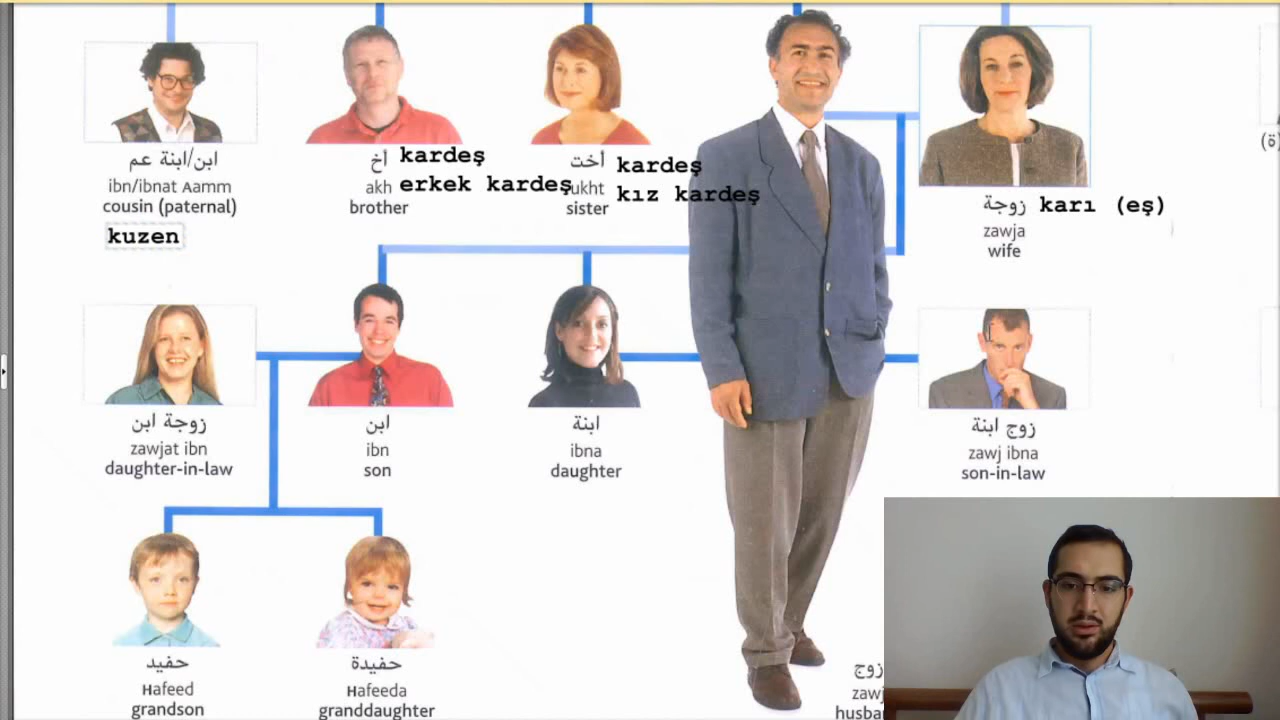 ابن/ابنة عم
ibn/ibnat Aamm
cousin (paternal)
kuzen
أخ
akh
brother
kardeş
erkek kardeş
أخت
ukht
sister
kardeş
kız kardeş
زوجة
zawja
wife
karı (eş)
(ة)
زوجة ابن
zawjat ibn
daughter-in-law
ابن
ibn
son
ابنة
ibna
daughter
زوج ابنة
zawj ibna
son-in-law
حفيد
Hafeed
grandson
حفيدة
Hafeeda
granddaughter
زوج